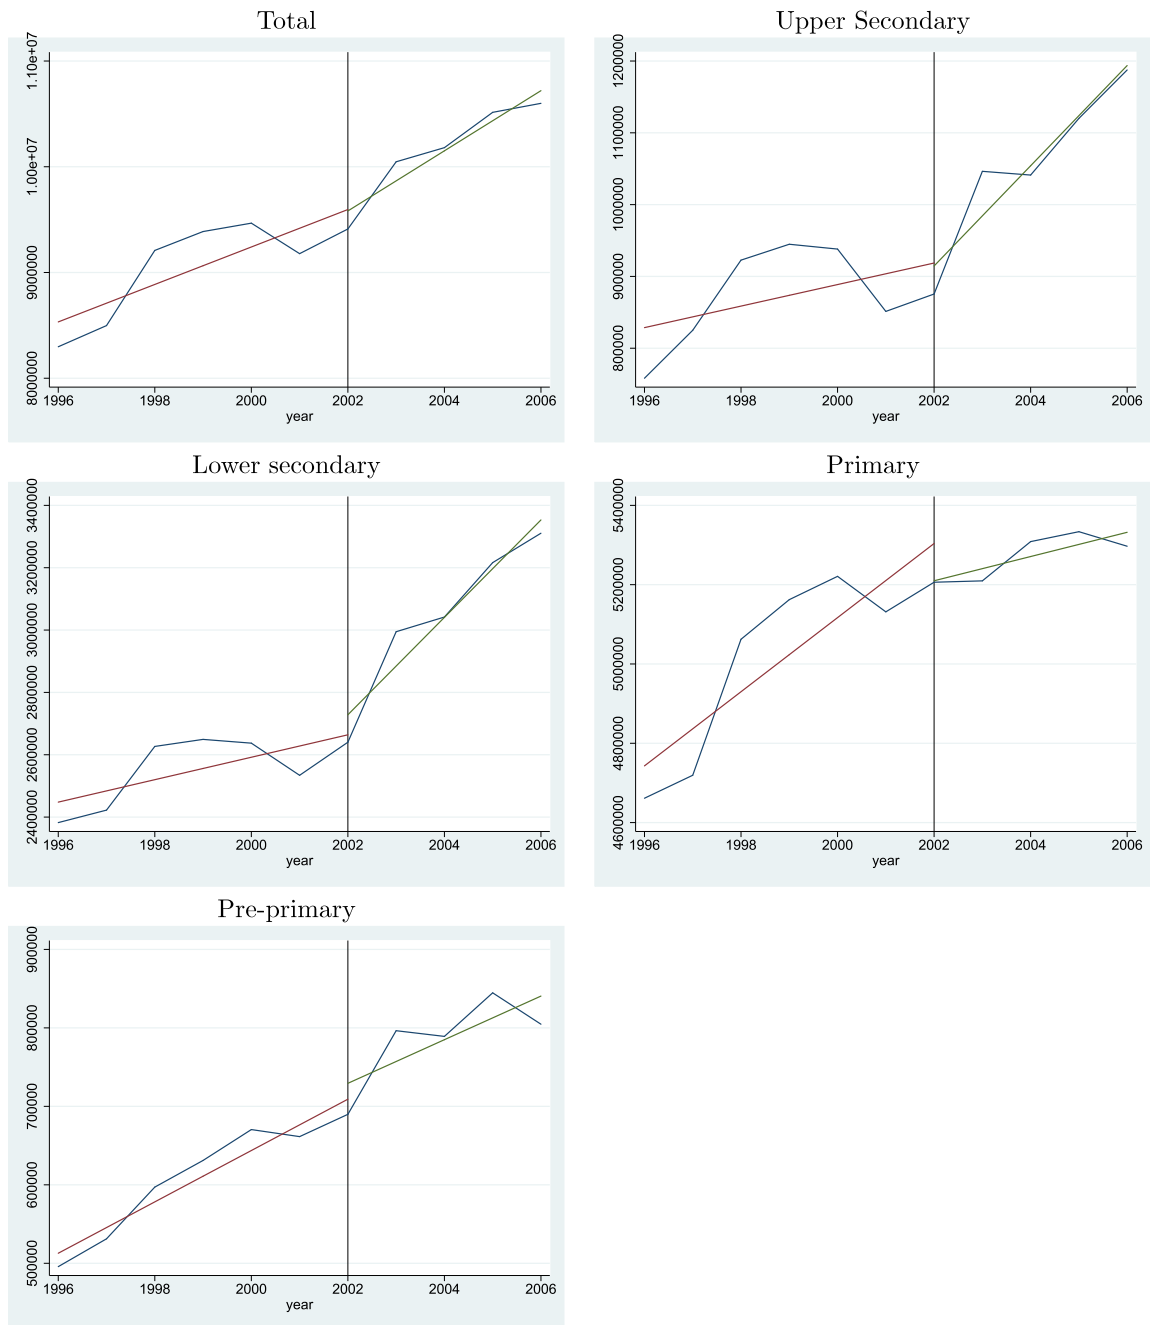 Total
1.10e+07
1.00e+07
9000000
8000000
1996 1998 2000 2002 2004 2006
year
Upper Secondary
1200000
1100000
1000000
900000
800000
1996 1998 2000 2002 2004 2006
year
Lower secondary
3400000
3200000
3000000
2800000
2600000
2400000
1996 1998 2000 2002 2004 2006
year
Primary
5400000
5200000
5000000
4800000
4600000
1996 1998 2000 2002 2004 2006
year
Pre-primary
900000
800000
700000
600000
500000
1996 1998 2000 2002 2004 2006
year